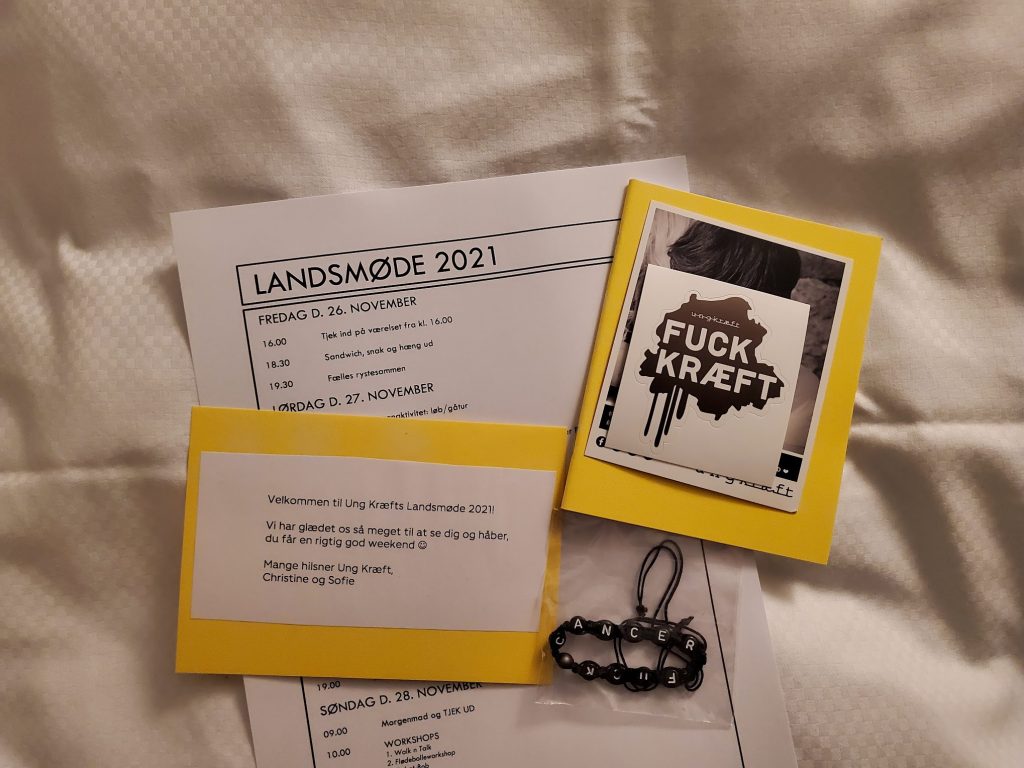 LANDSMØDE 2021
FREDAG D. 26. NOVEMBER
16.00 Tjek ind på værelset fra kl. 16.00
18.30 Sandwich, snak og hæng ud
19.30 Fælles rystesammen
LØRDAG D. 27. NOVEMBER
løb/gåtur
Velkommen til Ung Kræfts Landsmøde 2021!
Vi har glædet os så meget til at se dig og håber,
du får en rigtig god weekend ☺
Mange hilsner Ung Kræft,
Christine og Sofie
19.00
SØNDAG D. 28. NOVEMBER
09.00 Morgenmad og TJEK UD
10.00 WORKSHOPS
1. Walk n Talk
2. Flødebolleworkshop
ungkræft
FUCK
KRÆFT
ungkræft
CANCER